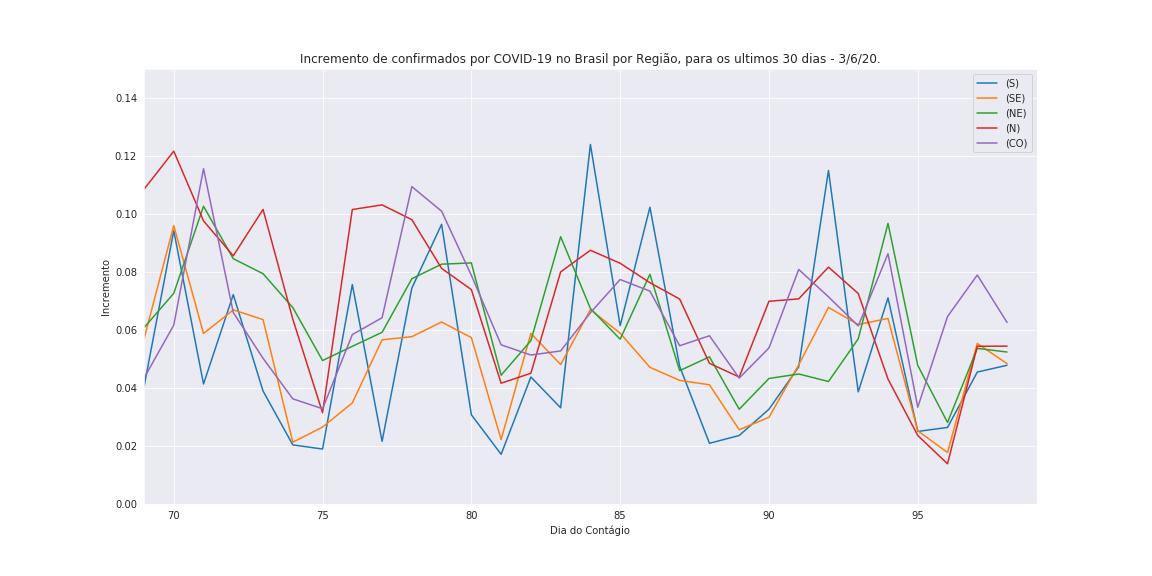 Incremento de confirmados por COVID-19 no Brasil por Região, para os ultimos 30 dias - 3/6/20.
(S)
(SE)
(NE)
(N)
(CO)
Incremento
0.14
0.12
0.10
0.08
0.06
0.04
0.02
0.00
70 75 80 85 90 95
Dia do Contágio